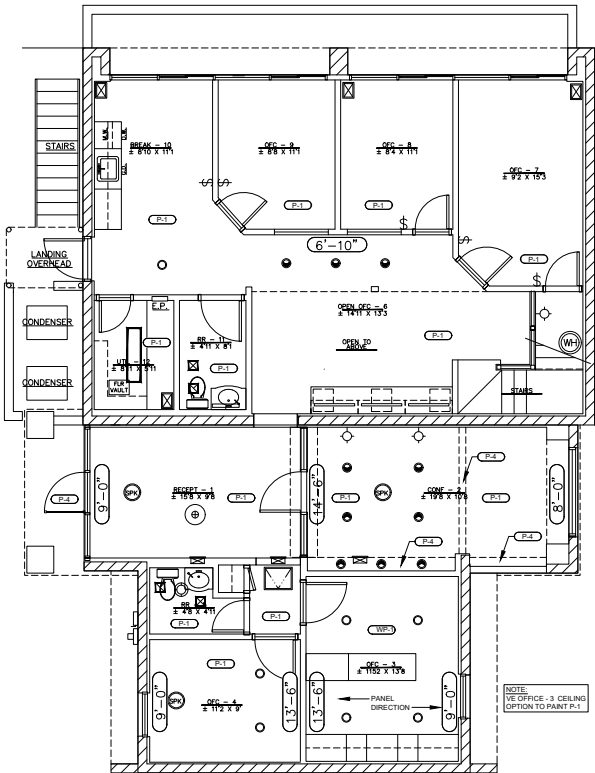 STAIRS
M.W.
D.W.
G.D.
BREAK - 10
± 8'10 X 11'1
OFC - 9
± 8'8 X 11'1
OFC - 8
± 8'4 X 11'1
OFC - 7
± 9'2 X 15'3
P-1
P-1
P-1
P-1
6'-10"
LANDING
OVERHEAD
CONDENSER
CONDENSER
E.P.
P-1
UTIL - 12
± 8'1 X 5'11
FLR
VAULT
RR - 11
± 4'11 X 8'1
P-1
OPEN OFC - 6
± 14'11 X 13'3
OPEN TO
ABOVE
P-1
WH
STAIRS
P-4
9'-0"
SPK
RECEPT - 1
± 15'8 X 9'8
P-1
14'-6"
P-1
SPK
CONF - 2
± 19'8 X 10'8
P-4
P-1
8'-0"
P-4
P-4
RR
± 4'8 X 4'11
P-1
P-1
WP-1
P-1
OFC - 4
± 11'2 X 9'
9'-0"
SPK
13'-6"
OFC - 3
± 11'52 X 13'8
13'-6"
PANEL
DIRECTION
9'-0"
NOTE:
VE OFFICE - 3 CEILING
OPTION TO PAINT P-1